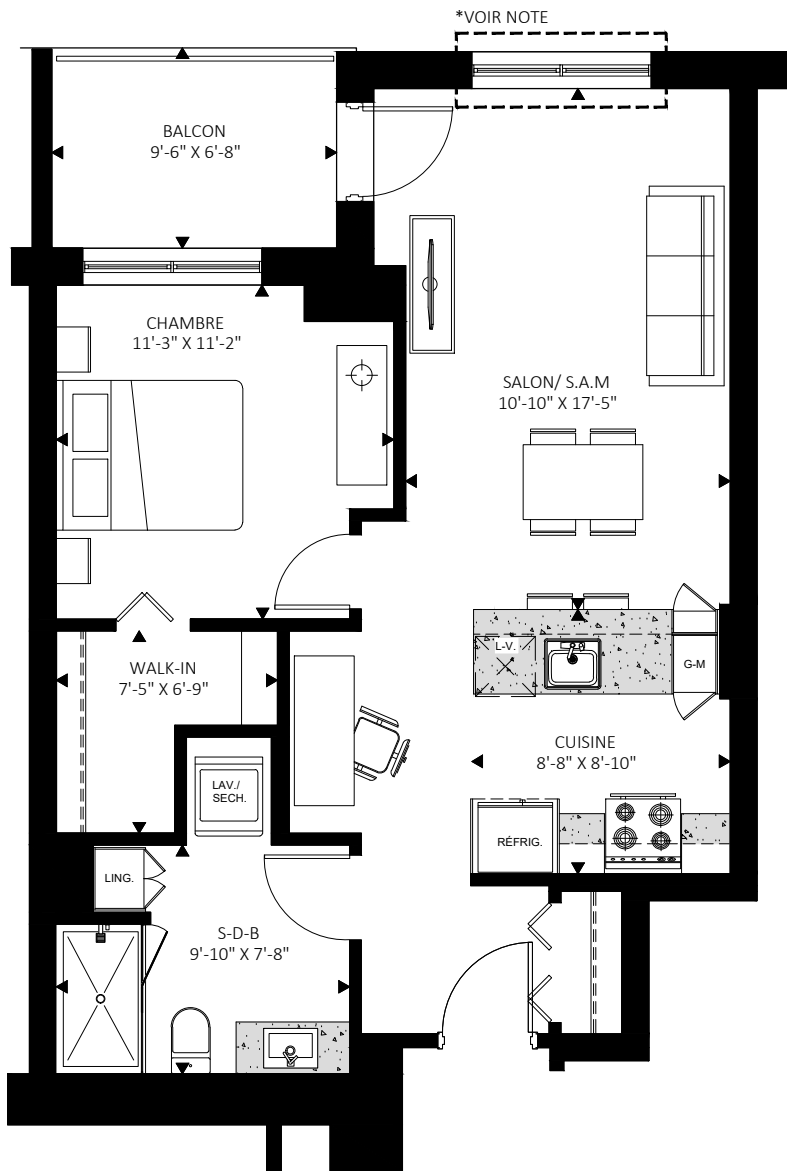 *VOIR NOTE
BALCON
9'-6" X 6'-8"
CHAMBRE
11'-3" X 11'-2"
SALON/ S.A.M
10'-10" X 17'-5"
L-V.
G-M
WALK-IN
7'-5" X 6'-9"
CUISINE
8'-8" X 8'-10"
LAV./
SECH.
RÉFRIG.
LING.
S-D-B
9'-10" X 7'-8"